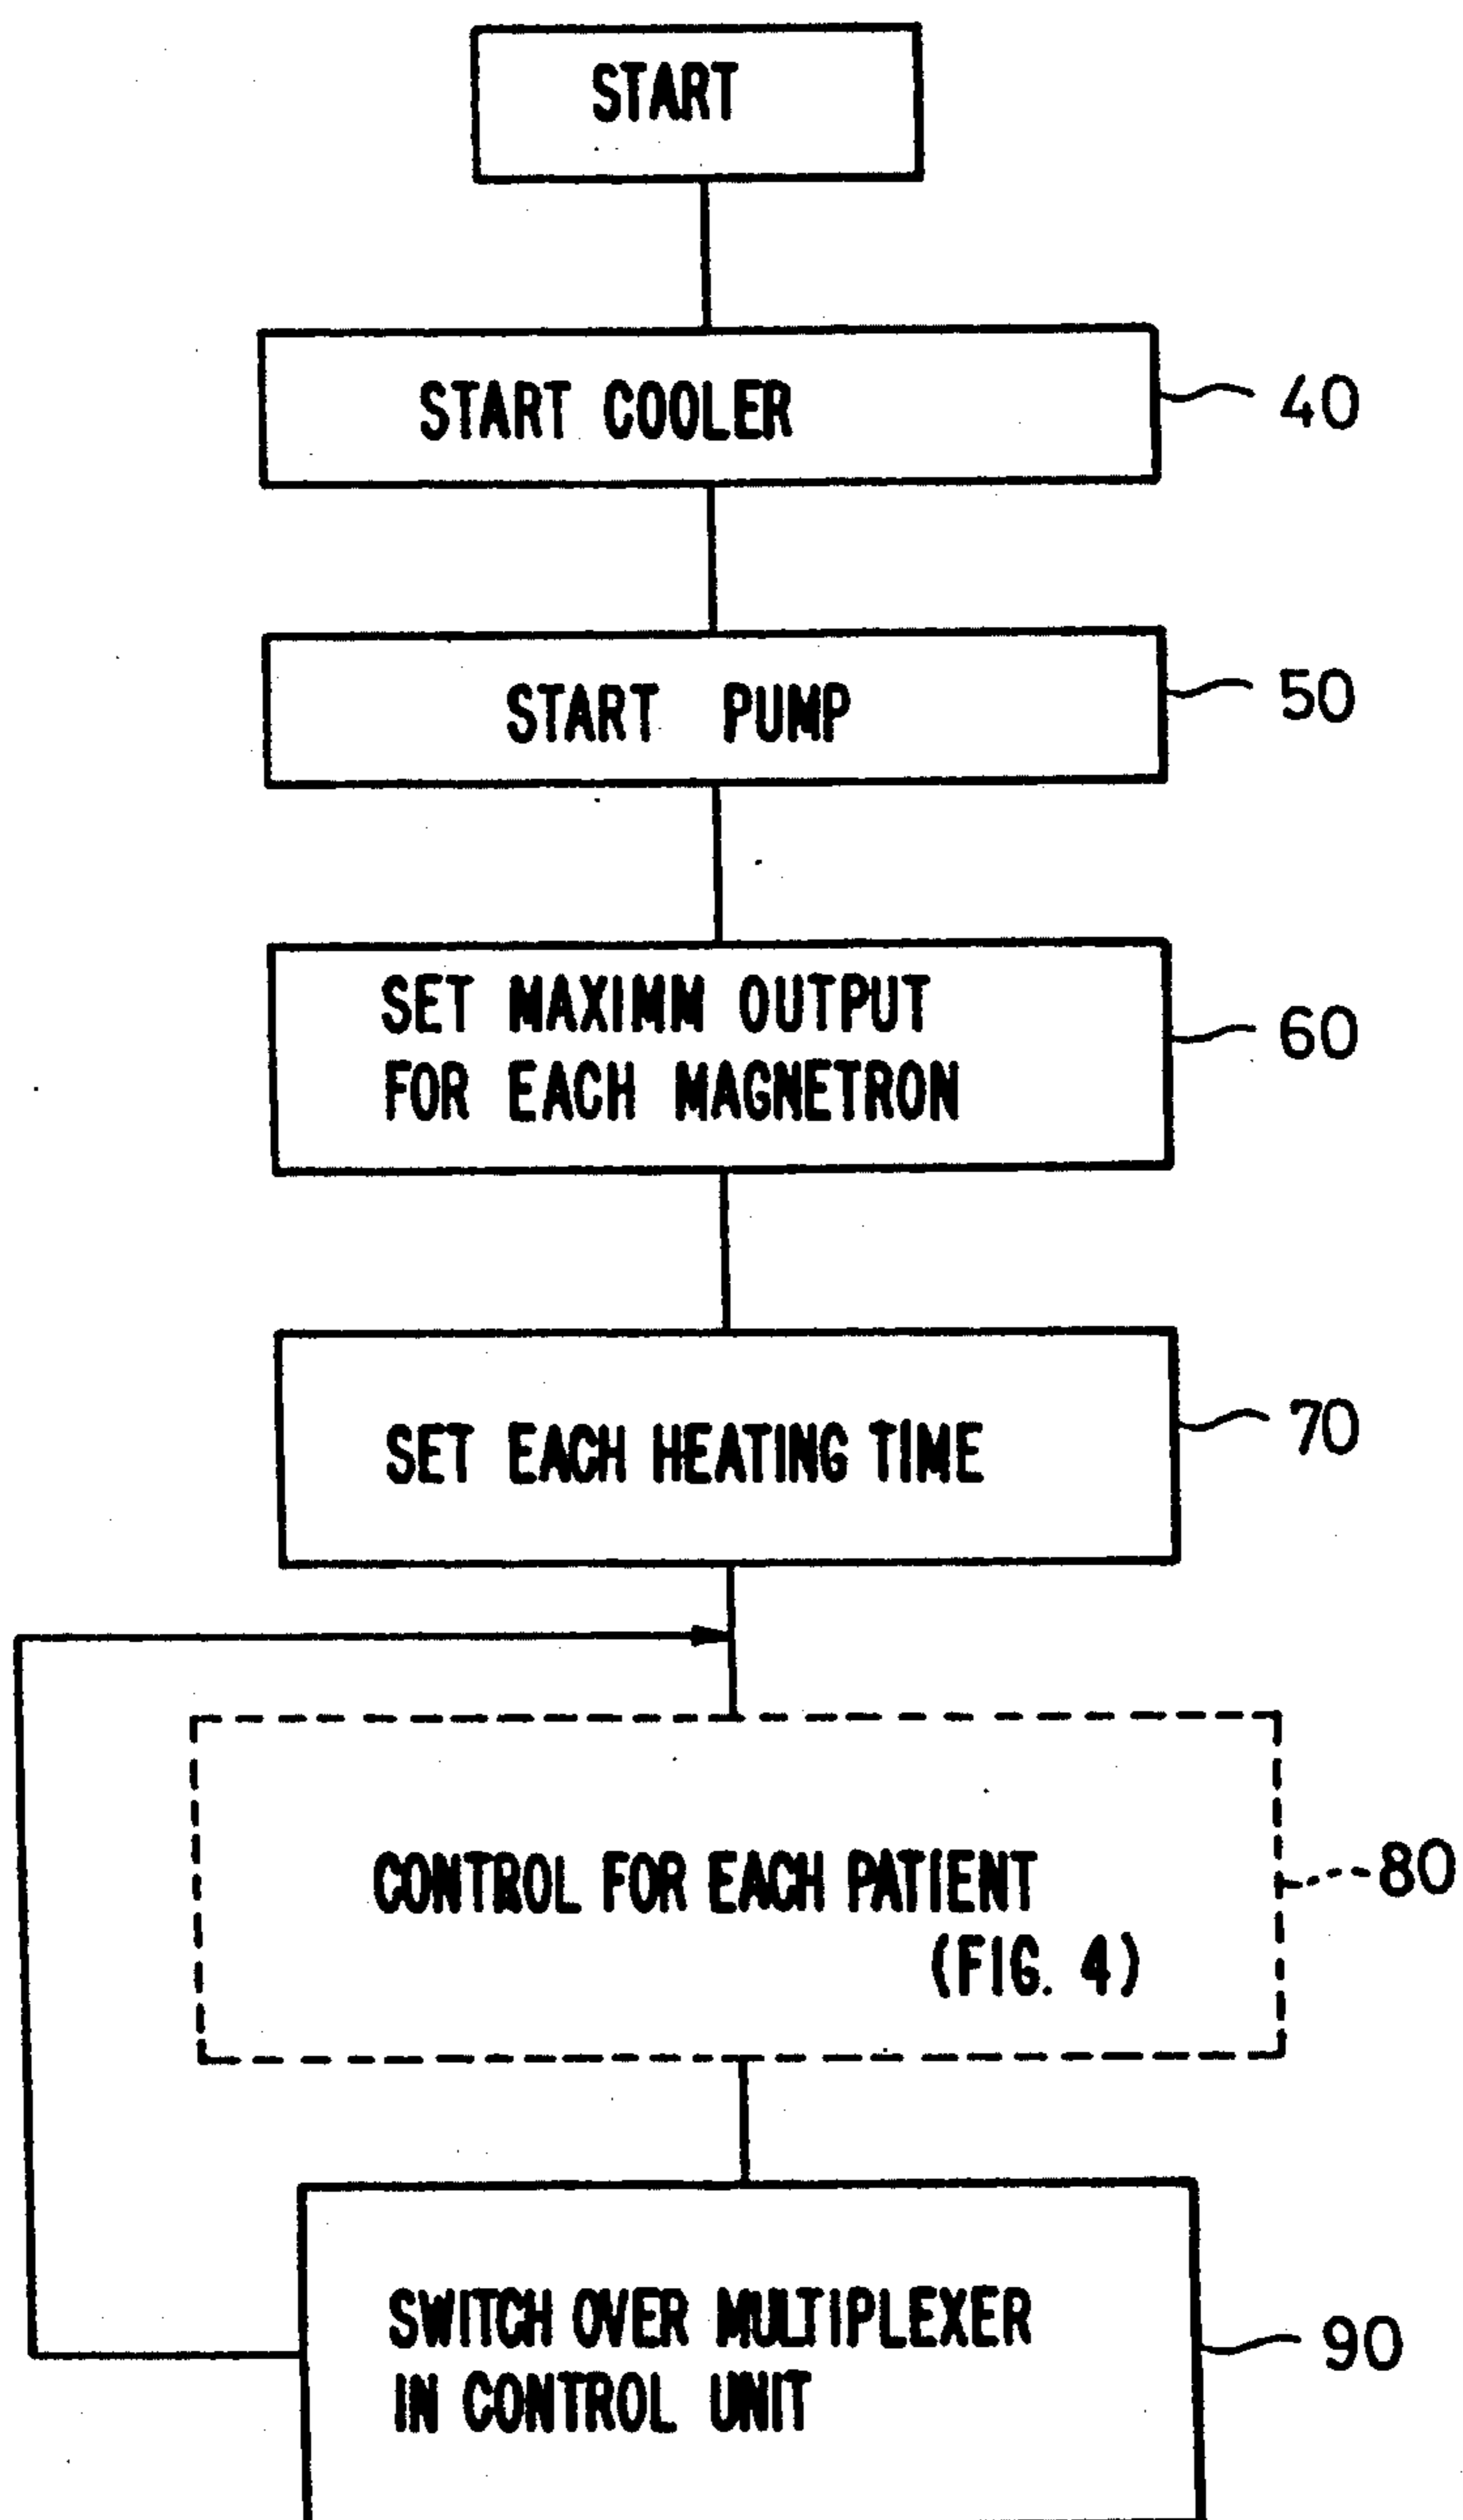 START
START COOLER
40
START PUMP
50
SET MAXIMM OUTPUT
FOR EACH MAGNETRON
60
SET EACH HEATING TIME
70
CONTROL FOR EACH PATIENT
(FIG. 4)
80
SWITCH OVER MULTIPLEXER
IN CONTROL UNIT
90